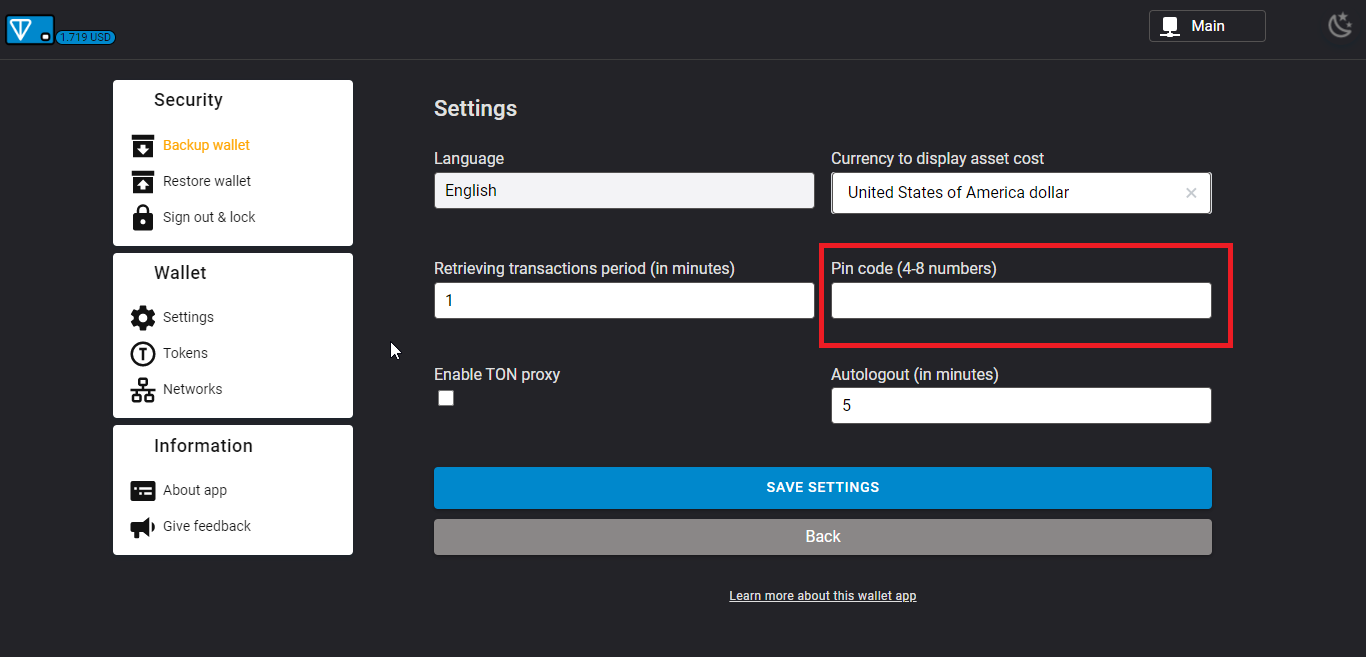 1.719 USD
Main
Security
Backup wallet
Restore wallet
Sign out & lock
Wallet
Settings
Tokens
Networks
Information
About app
Give feedback
Settings
Language
English
Currency to display asset cost
United States of America dollar
Retrieving transactions period (in minutes)
1
Pin code (4-8 numbers)
Enable TON proxy
Autologout (in minutes)
5
SAVE SETTINGS
Back
Learn more about this wallet app